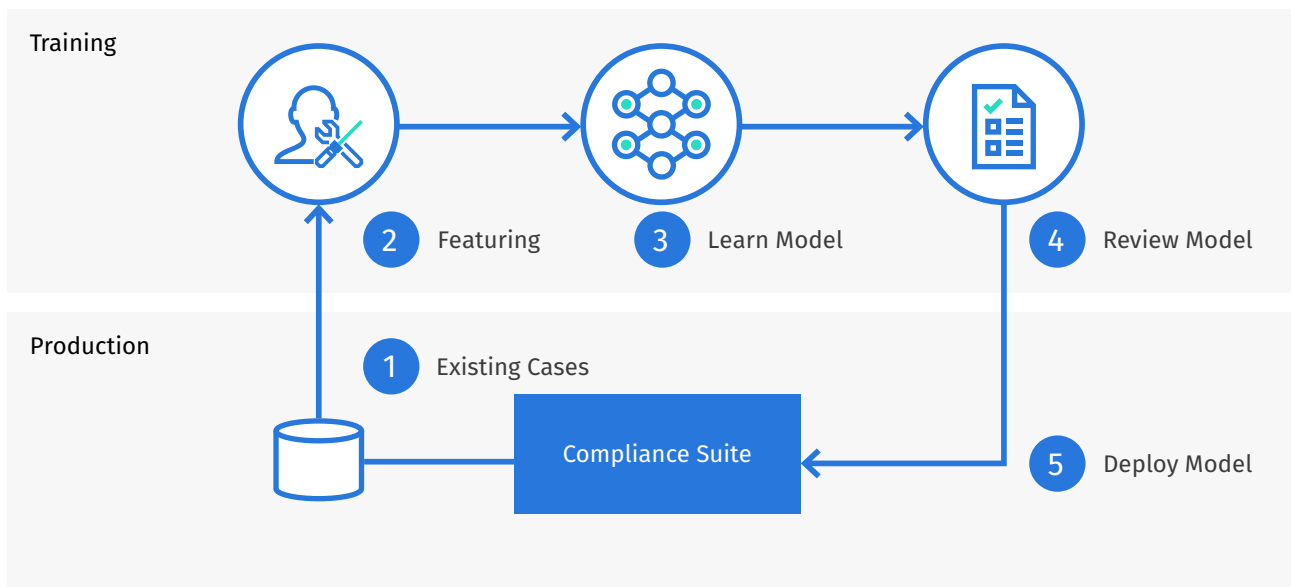 Training
2 Featuring
3 Learn Model
4 Review Model
Production
1 Existing Cases
Compliance Suite
5 Deploy Model